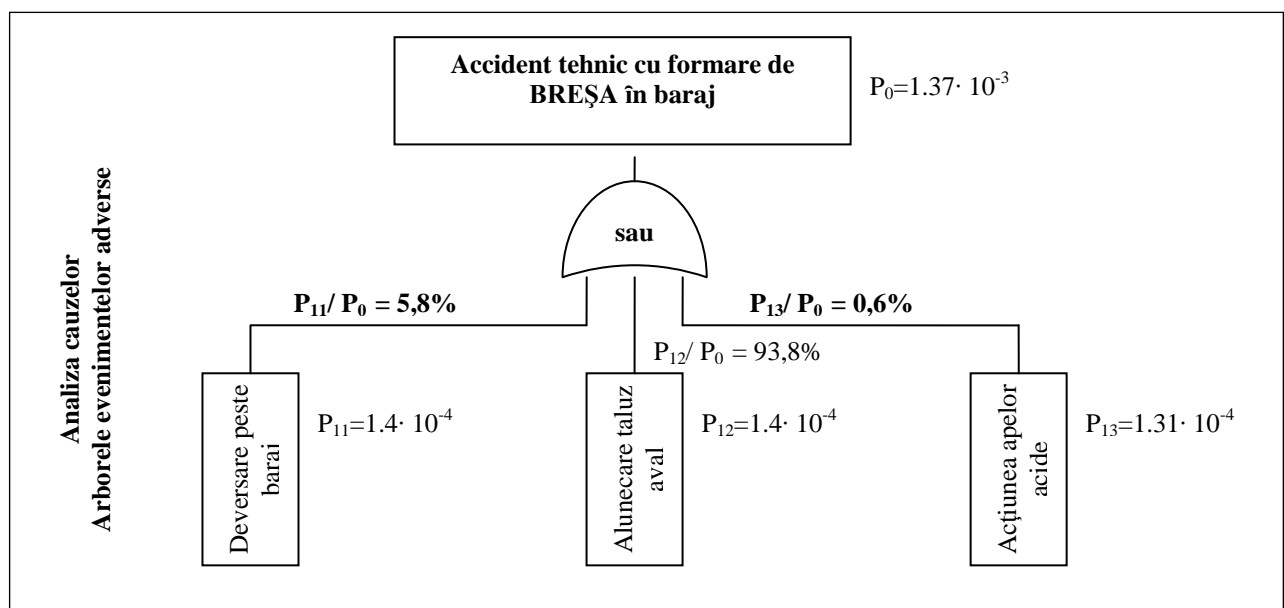 Accident tehnic cu formare de
BREŞA în baraj
P₀=1.37· 10⁻³
Analiza cauzelor
Arborele evenimentelor adverse
sau
P₁₁/ P₀ = 5,8%
P₁₃/ P₀ = 0,6%
P₁₂/ P₀ = 93,8%
Deversare peste
barai
P₁₁=1.4· 10⁻⁴
Alunecare taluz
aval
P₁₂=1.4· 10⁻⁴
Acţiunea apelor
acide
P₁₃=1.31· 10⁻⁴